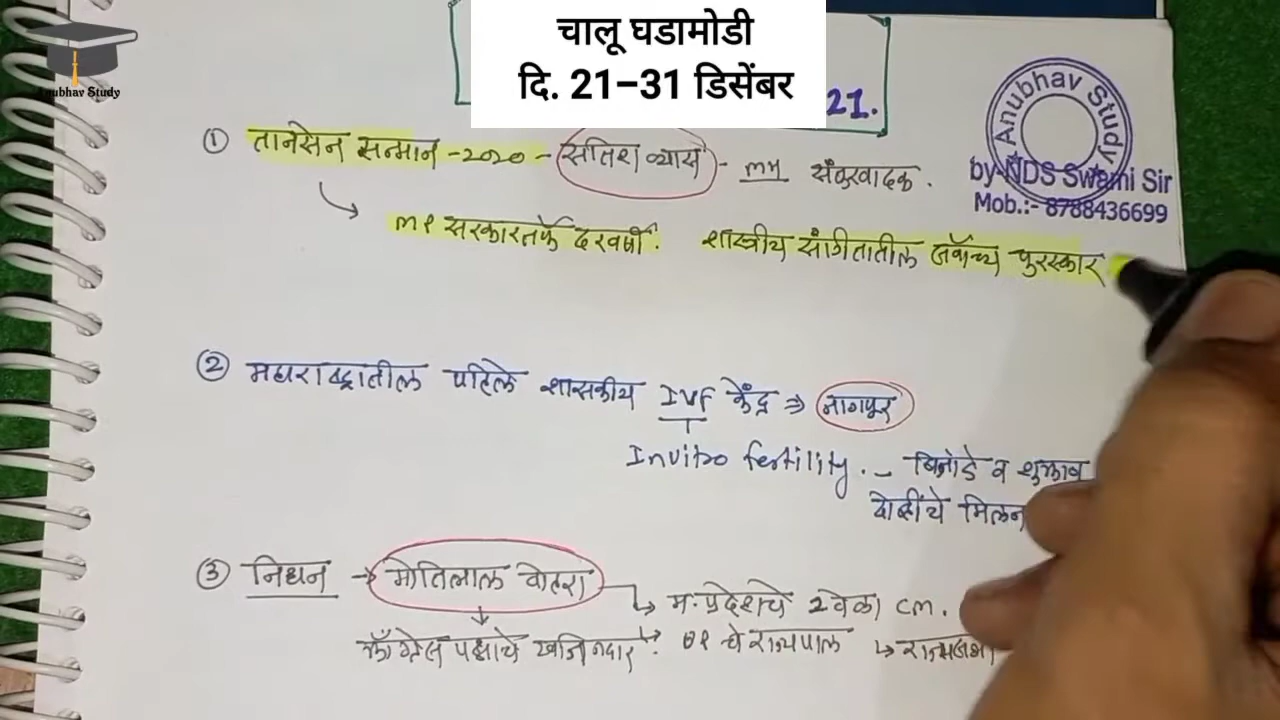 चालू घडामोडी
दि. 21–31 डिसेंबर
21.
Anubhav Study
Anubhav Study
by-NDS Swami Sir
Mob.:- 8788436699
① तानसेन सन्मान -2020 - सतिश व्यास - MH संतुरवादक.
MP सरकारतर्फे दरवर्षी. शास्त्रीय संगीतातील सर्वोच्च पुरस्कार
② महाराष्ट्रातील पहिले शासकीय IVF केंद्र ⇒ नागपूर
Invitro fertility. - बिजांडे व शुक्राणू
दोहोंचे मिलन
③ निधन → मोतिलाल वोहरा
म. प्रदेशचे 2 वेळा CM.
काँग्रेस पक्षाचे खजिनदार. UP चे राज्यपाल ↳ राज्यसभा